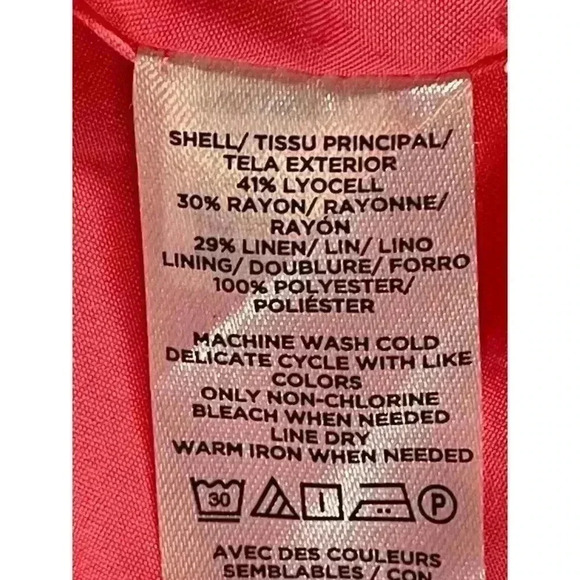 SHELL/ TISSU PRINCIPAL/
TELA EXTERIOR
41% LYOCELL
30% RAYON/ RAYONNE/
RAYÓN
29% LINEN/ LIN/ LINO
LINING/ DOUBLURE/ FORRO
100% POLYESTER/
POLIÉSTER
MACHINE WASH COLD
DELICATE CYCLE WITH LIKE
COLORS
ONLY NON-CHLORINE
BLEACH WHEN NEEDED
LINE DRY
WARM IRON WHEN NEEDED
30 P
AVEC DES COULEURS
SEMBLABLES / CON